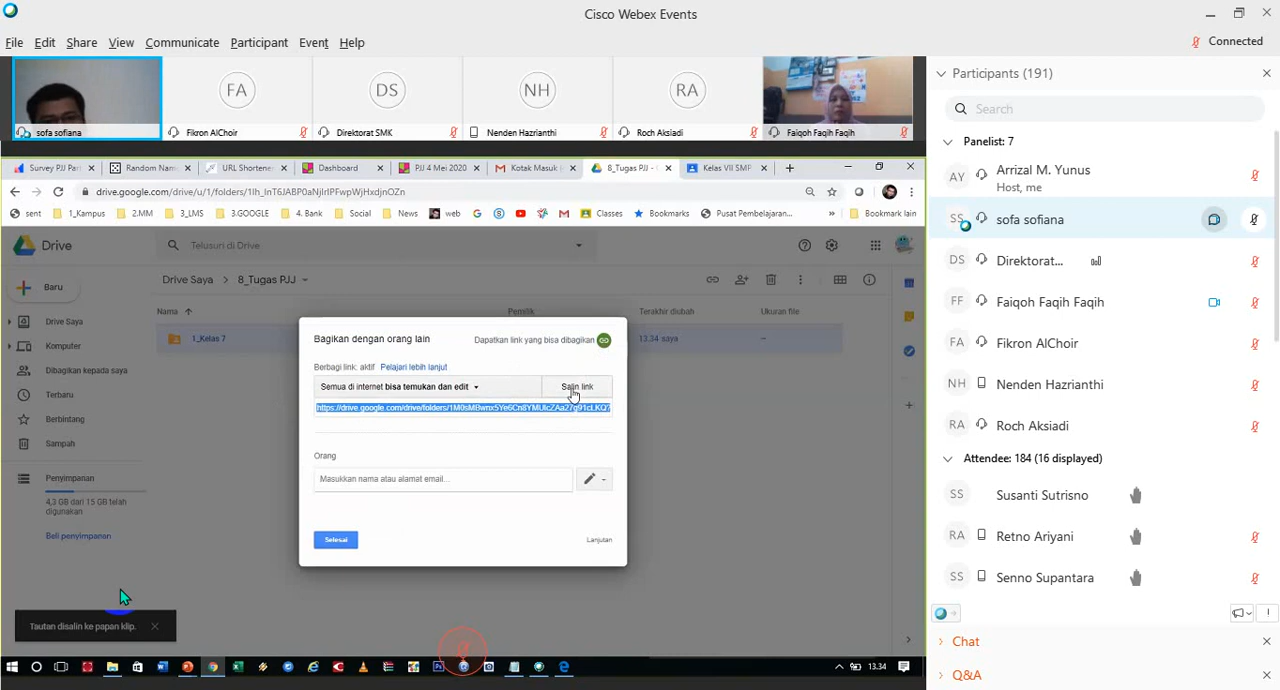 Cisco Webex Events
File Edit Share View Communicate Participant Event Help
Connected
sofa sofiana
FA
Fikron AlChoir
DS
Direktorat SMK
NH
Nenden Hazrianthi
RA
Roch Aksiadi
Faiqoh Faqih Faqih
Survey PJJ Par
Random Nam
URL Shortene
Dashboard
PJJ 4 Mei 2020
Kotak Masuk
8_Tugas PJJ -
Kelas VII SMP
sent
1_Kampus
2.MM
3_LMS
3.GOOGLE
4. Bank
Social
News
web
Classes
Bookmarks
Pusat Pembelajaran...
Bookmark lain
Drive
Telusuri di Drive
Baru
Drive Saya
Komputer
Dibagikan kepada saya
Terbaru
Berbintang
Sampah
Penyimpanan
4,3 GB dari 15 GB telah
digunakan
Beli penyimpanan
Drive Saya > 8_Tugas PJJ
Nama
Pemilik
Terakhir diubah
Ukuran file
1_Kelas 7
13.34 saya
—
Bagikan dengan orang lain
Dapatkan link yang bisa dibagikan
Berbagi link: aktif Pelajari lebih lanjut
Semua di internet bisa temukan dan edit
Salin link
Orang
Masukkan nama atau alamat email...
Selesai
Lanjutan
Tautan disalin ke papan klip.
13.34
Participants (191)
Search
Panelist: 7
AY
Arrizal M. Yunus
Host, me
SS
sofa sofiana
DS
Direktorat...
FF
Faiqoh Faqih Faqih
FA
Fikron AlChoir
NH
Nenden Hazrianthi
RA
Roch Aksiadi
Attendee: 184 (16 displayed)
SS
Susanti Sutrisno
RA
Retno Ariyani
SS
Senno Supantara
Chat
Q&A